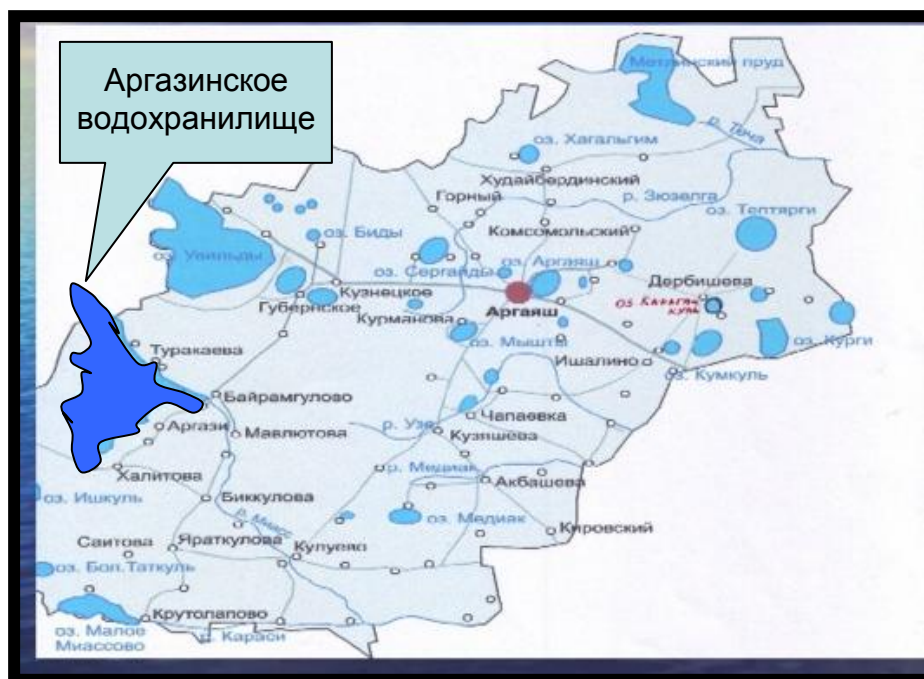 Аргазинское
водохранилище
Метлинский пруд
р. Теча
оз. Хагальгим
Худайбердинский
Горный
р. Зюзелга
оз. Тептярги
оз. Биды
Комсомольский
оз. Увильды
оз. Сергайды
оз. Аргаяш
Дербишева
Губернское
Кузнецкое
Аргаяш
Курманова
оз. Мышты
оз. Курги
Туракаева
Ишалино
оз. Кумкуль
Байрамгулово
Аргази
Мавлютова
р. Узе
Чапаевка
Кузяшева
Халитова
р. Медиак
Акбашева
оз. Ишкуль
Биккулова
р. Миасс
оз. Медиак
Кировский
Саитова
Яраткулова
Кулуево
оз. Бол.Таткуль
Крутолапово
оз. Малое
Миассово
р. Караси